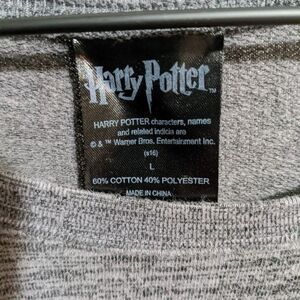 Harry Potter™
HARRY POTTER characters, names
and related indicia are
© & ™ Warner Bros. Entertainment Inc.
(s16)
L
60% COTTON 40% POLYESTER
MADE IN CHINA